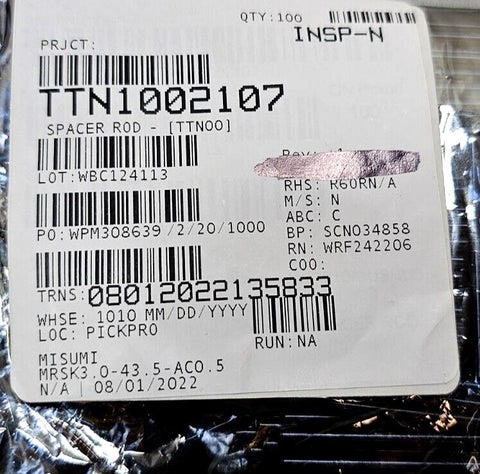 QTY:100
PRJCT:
INSP-N
TTN1002107
SPACER ROD - [TTN00]
LOT:WBC124113
RHS: R60RN/A
M/S: N
ABC: C
PO:WPM308639 /2/20/1000
BP: SCN034858
RN: WRF242206
COO:
TRNS:08012022135833
WHSE: 1010 MM/DD/YYYY
LOC: PICKPRO
RUN: NA
MISUMI
MRSK3.0-43.5-AC0.5
N/A | 08/01/2022